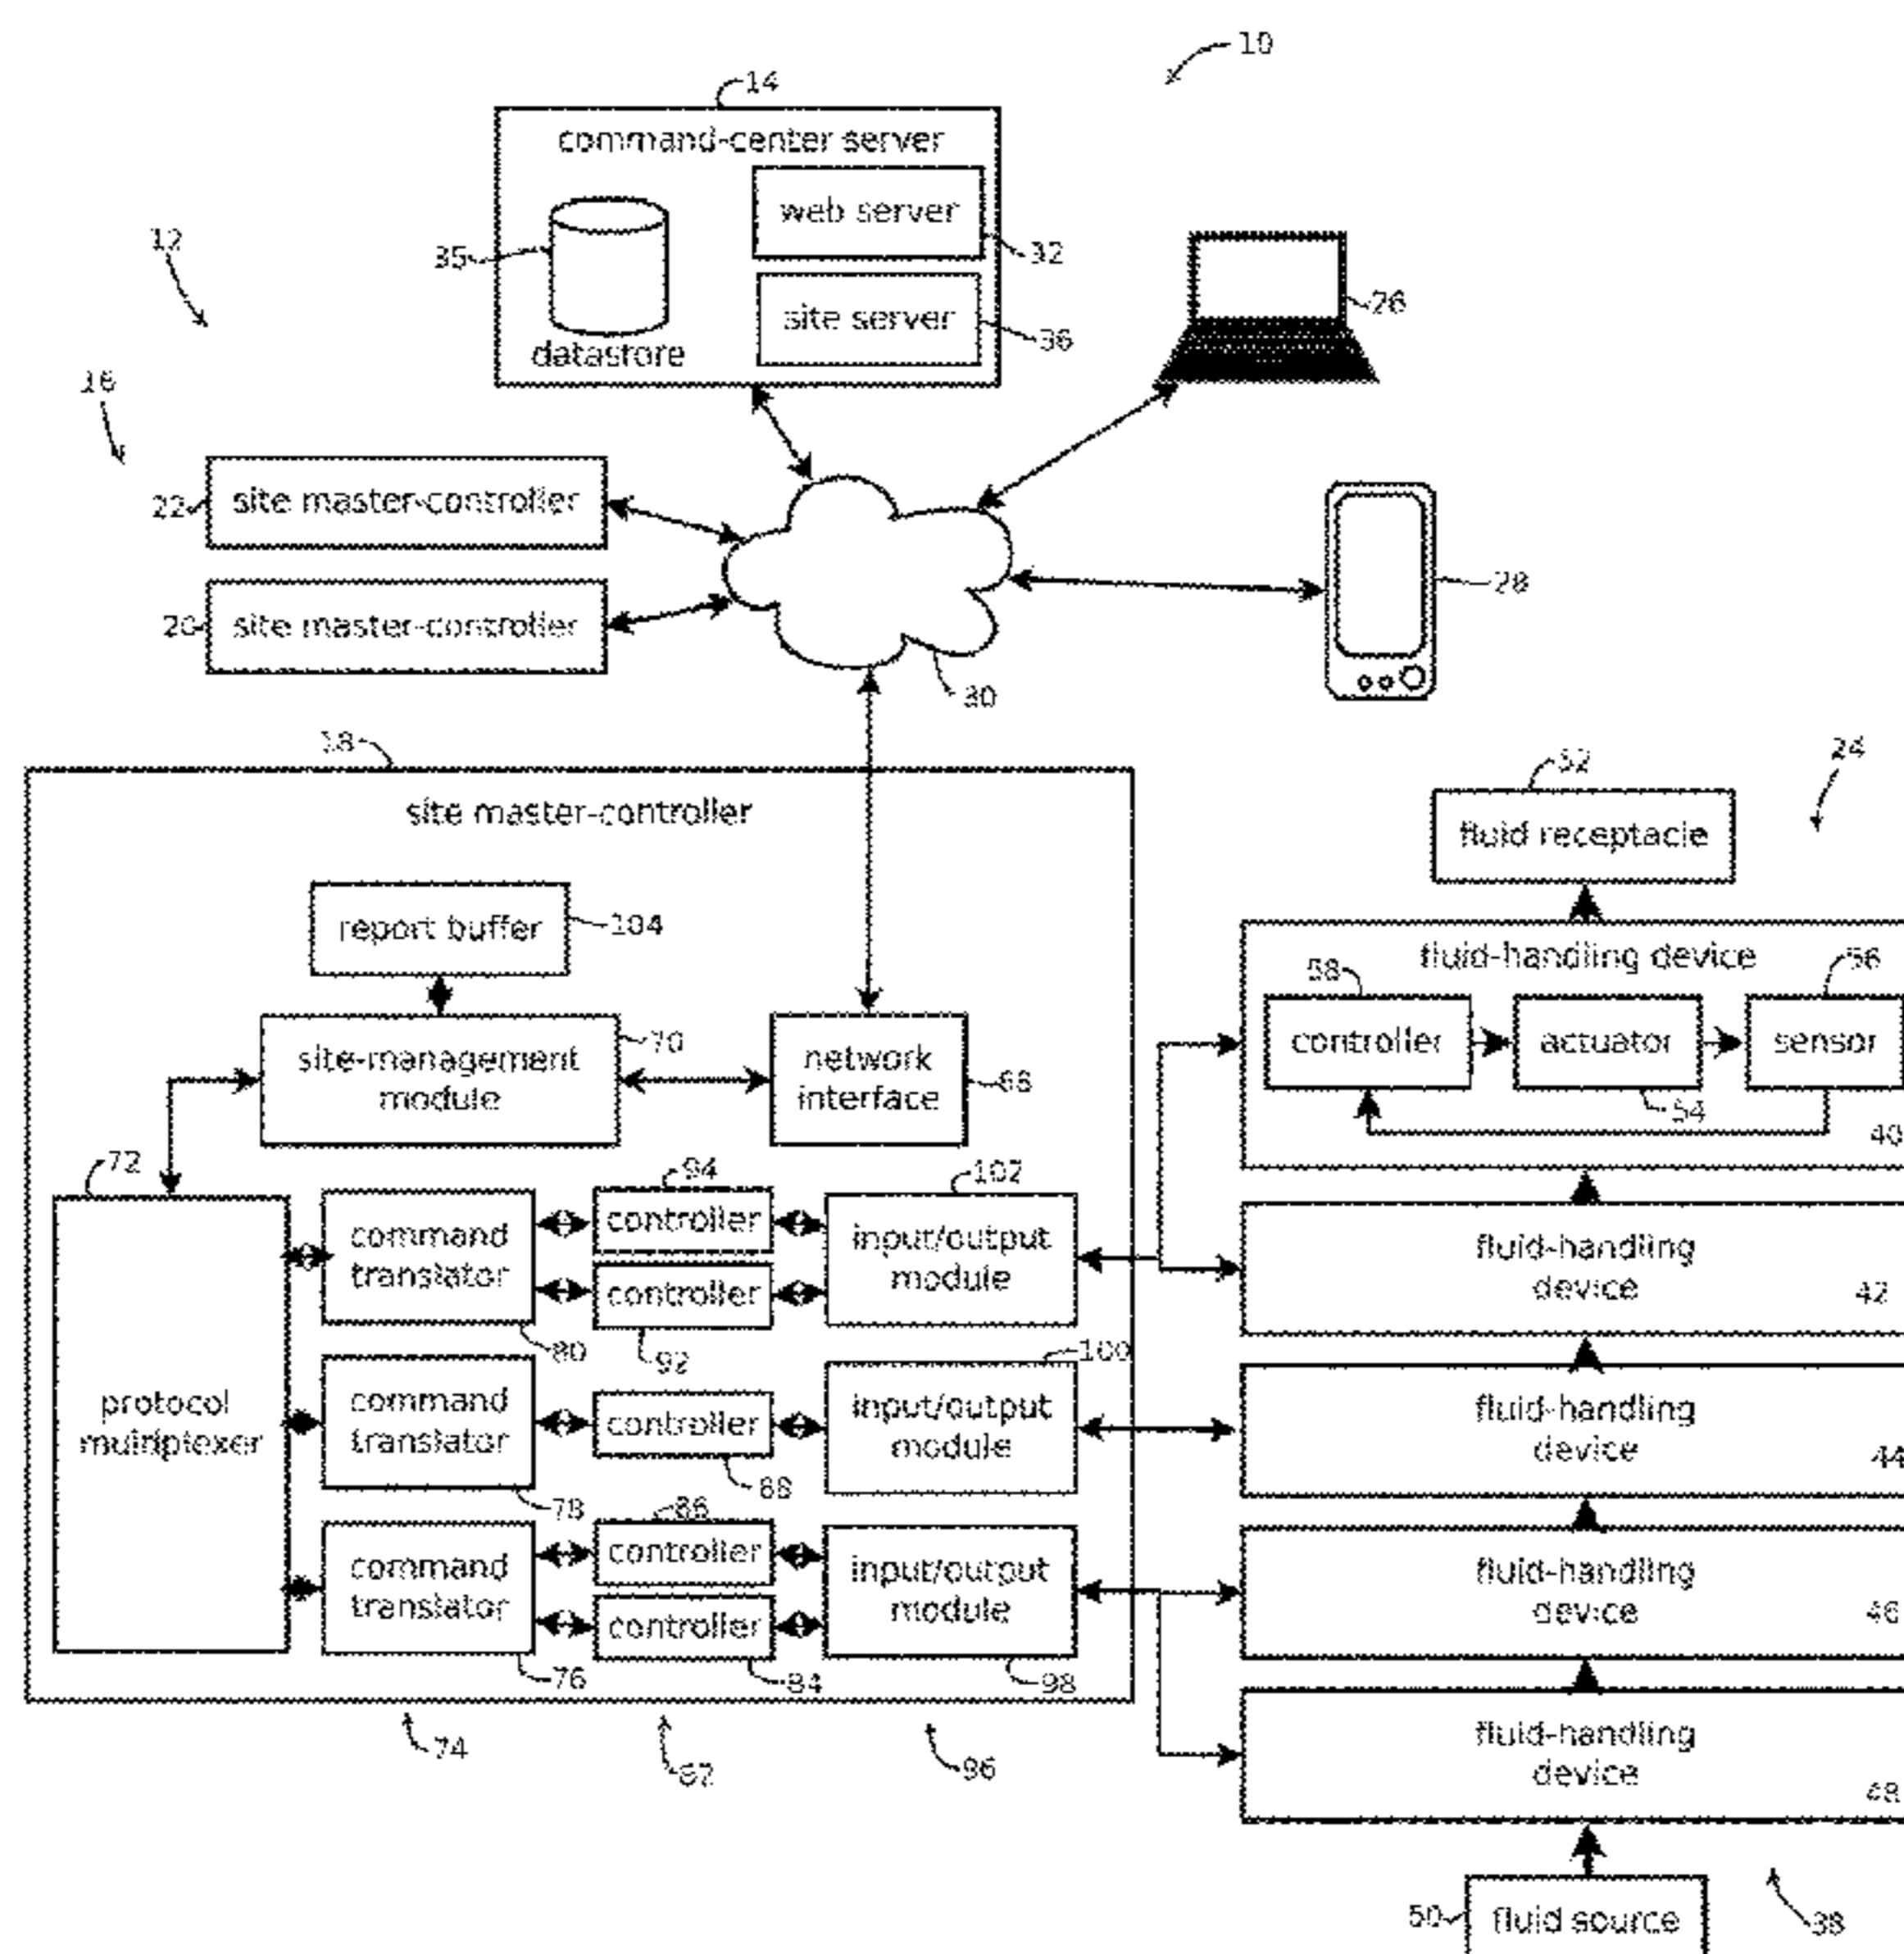 10
14
command-center server
web server
32
35
datastore
site server
36
12
16
26
22
site master-controller
20
site master-controller
28
30
18
site master-controller
report buffer
104
site-management
module
70
network
interface
68
72
protocol
94
controller
102
command
translator
80
controller
92
input/output
module
100
command
translator
78
controller
88
input/output
module
86
controller
command
translator
76
controller
84
input/output
module
98
74
82
96
24
52
fluid receptacle
fluid-handling device
58
controller
actuator
54
56
sensor
40
fluid-handling
device
42
fluid-handling
device
44
fluid-handling
device
46
fluid-handling
device
48
50
fluid source
38